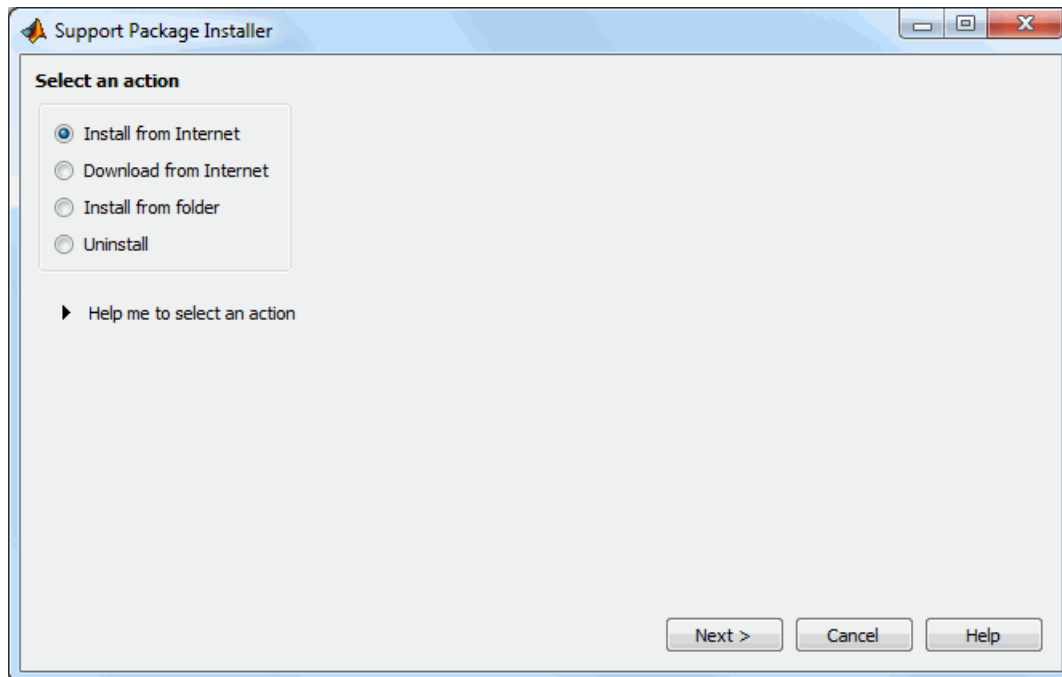 Support Package Installer
Select an action
Install from Internet
Download from Internet
Install from folder
Uninstall
Help me to select an action
Next > Cancel Help